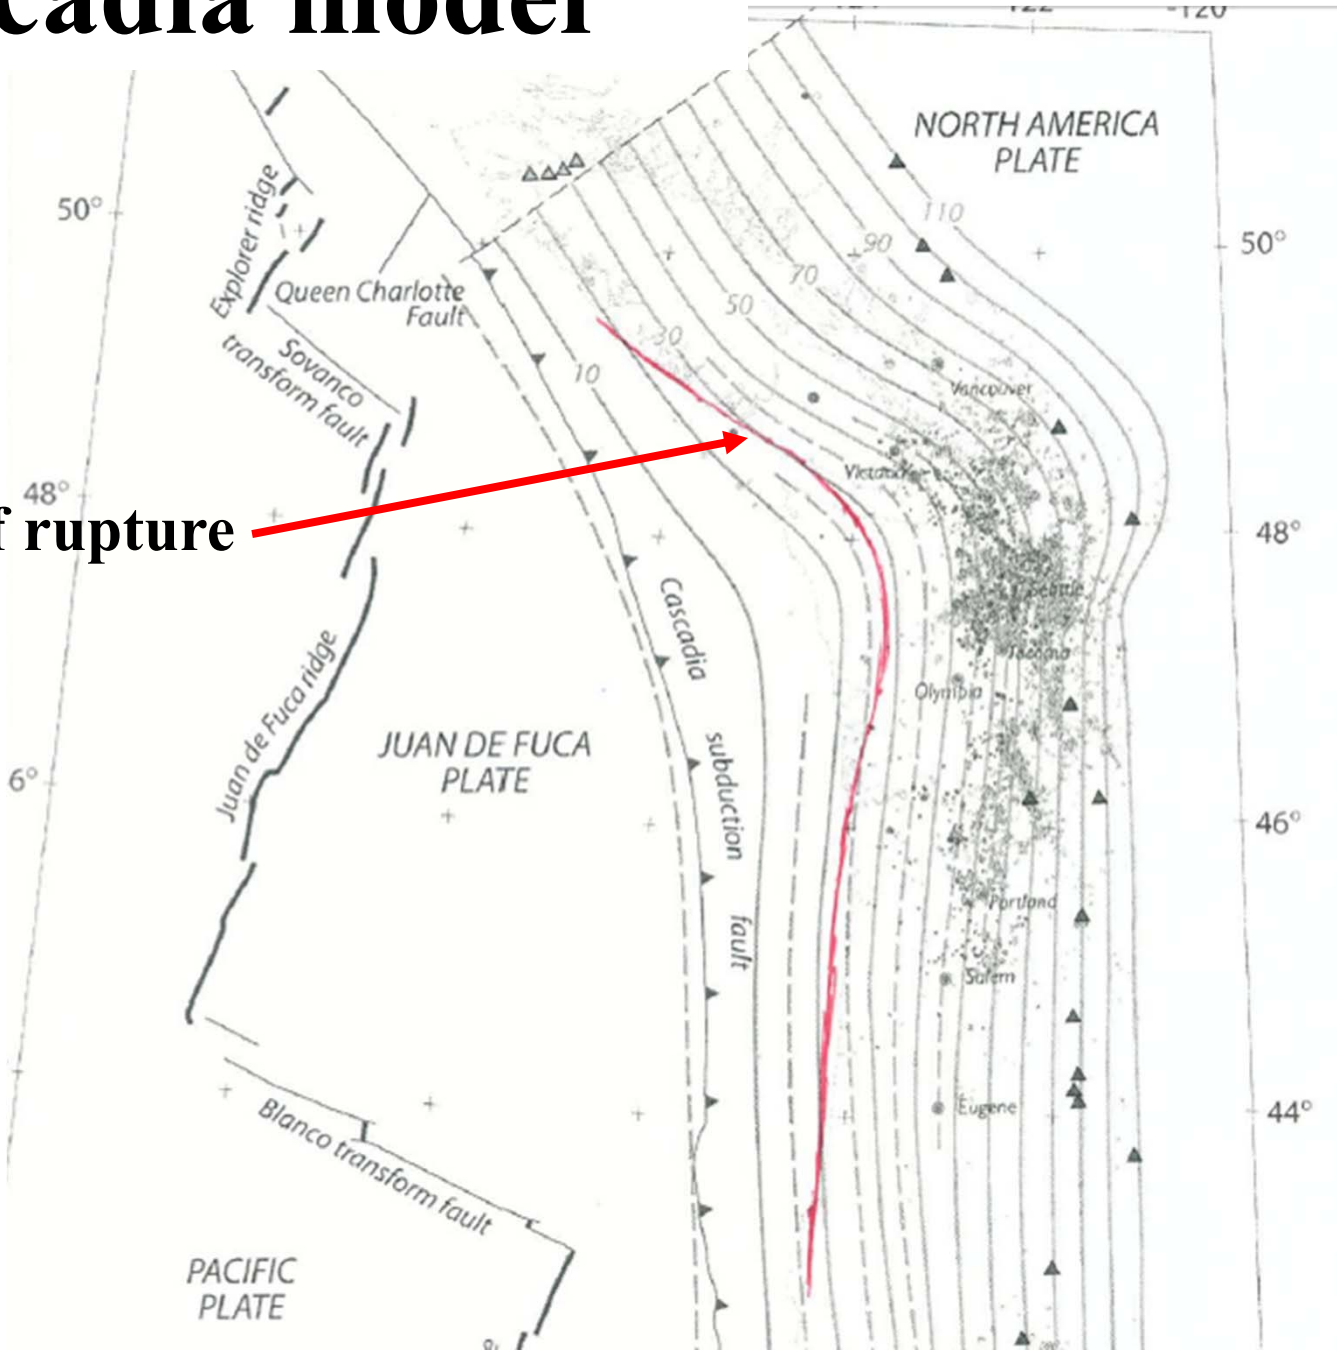 cadia model
122
-120
NORTH AMERICA
PLATE
110
90
70
50
30
10
50°
50°
Explorer ridge
Queen Charlotte
Fault
Sovanco
transform fault
Vancouver
Victoria
48°
48°
f rupture
Seattle
Tacoma
Olympia
Cascadia
subduction
fault
Juan de Fuca ridge
JUAN DE FUCA
PLATE
6°
46°
Portland
Salem
Eugene
44°
Blanco transform fault
PACIFIC
PLATE